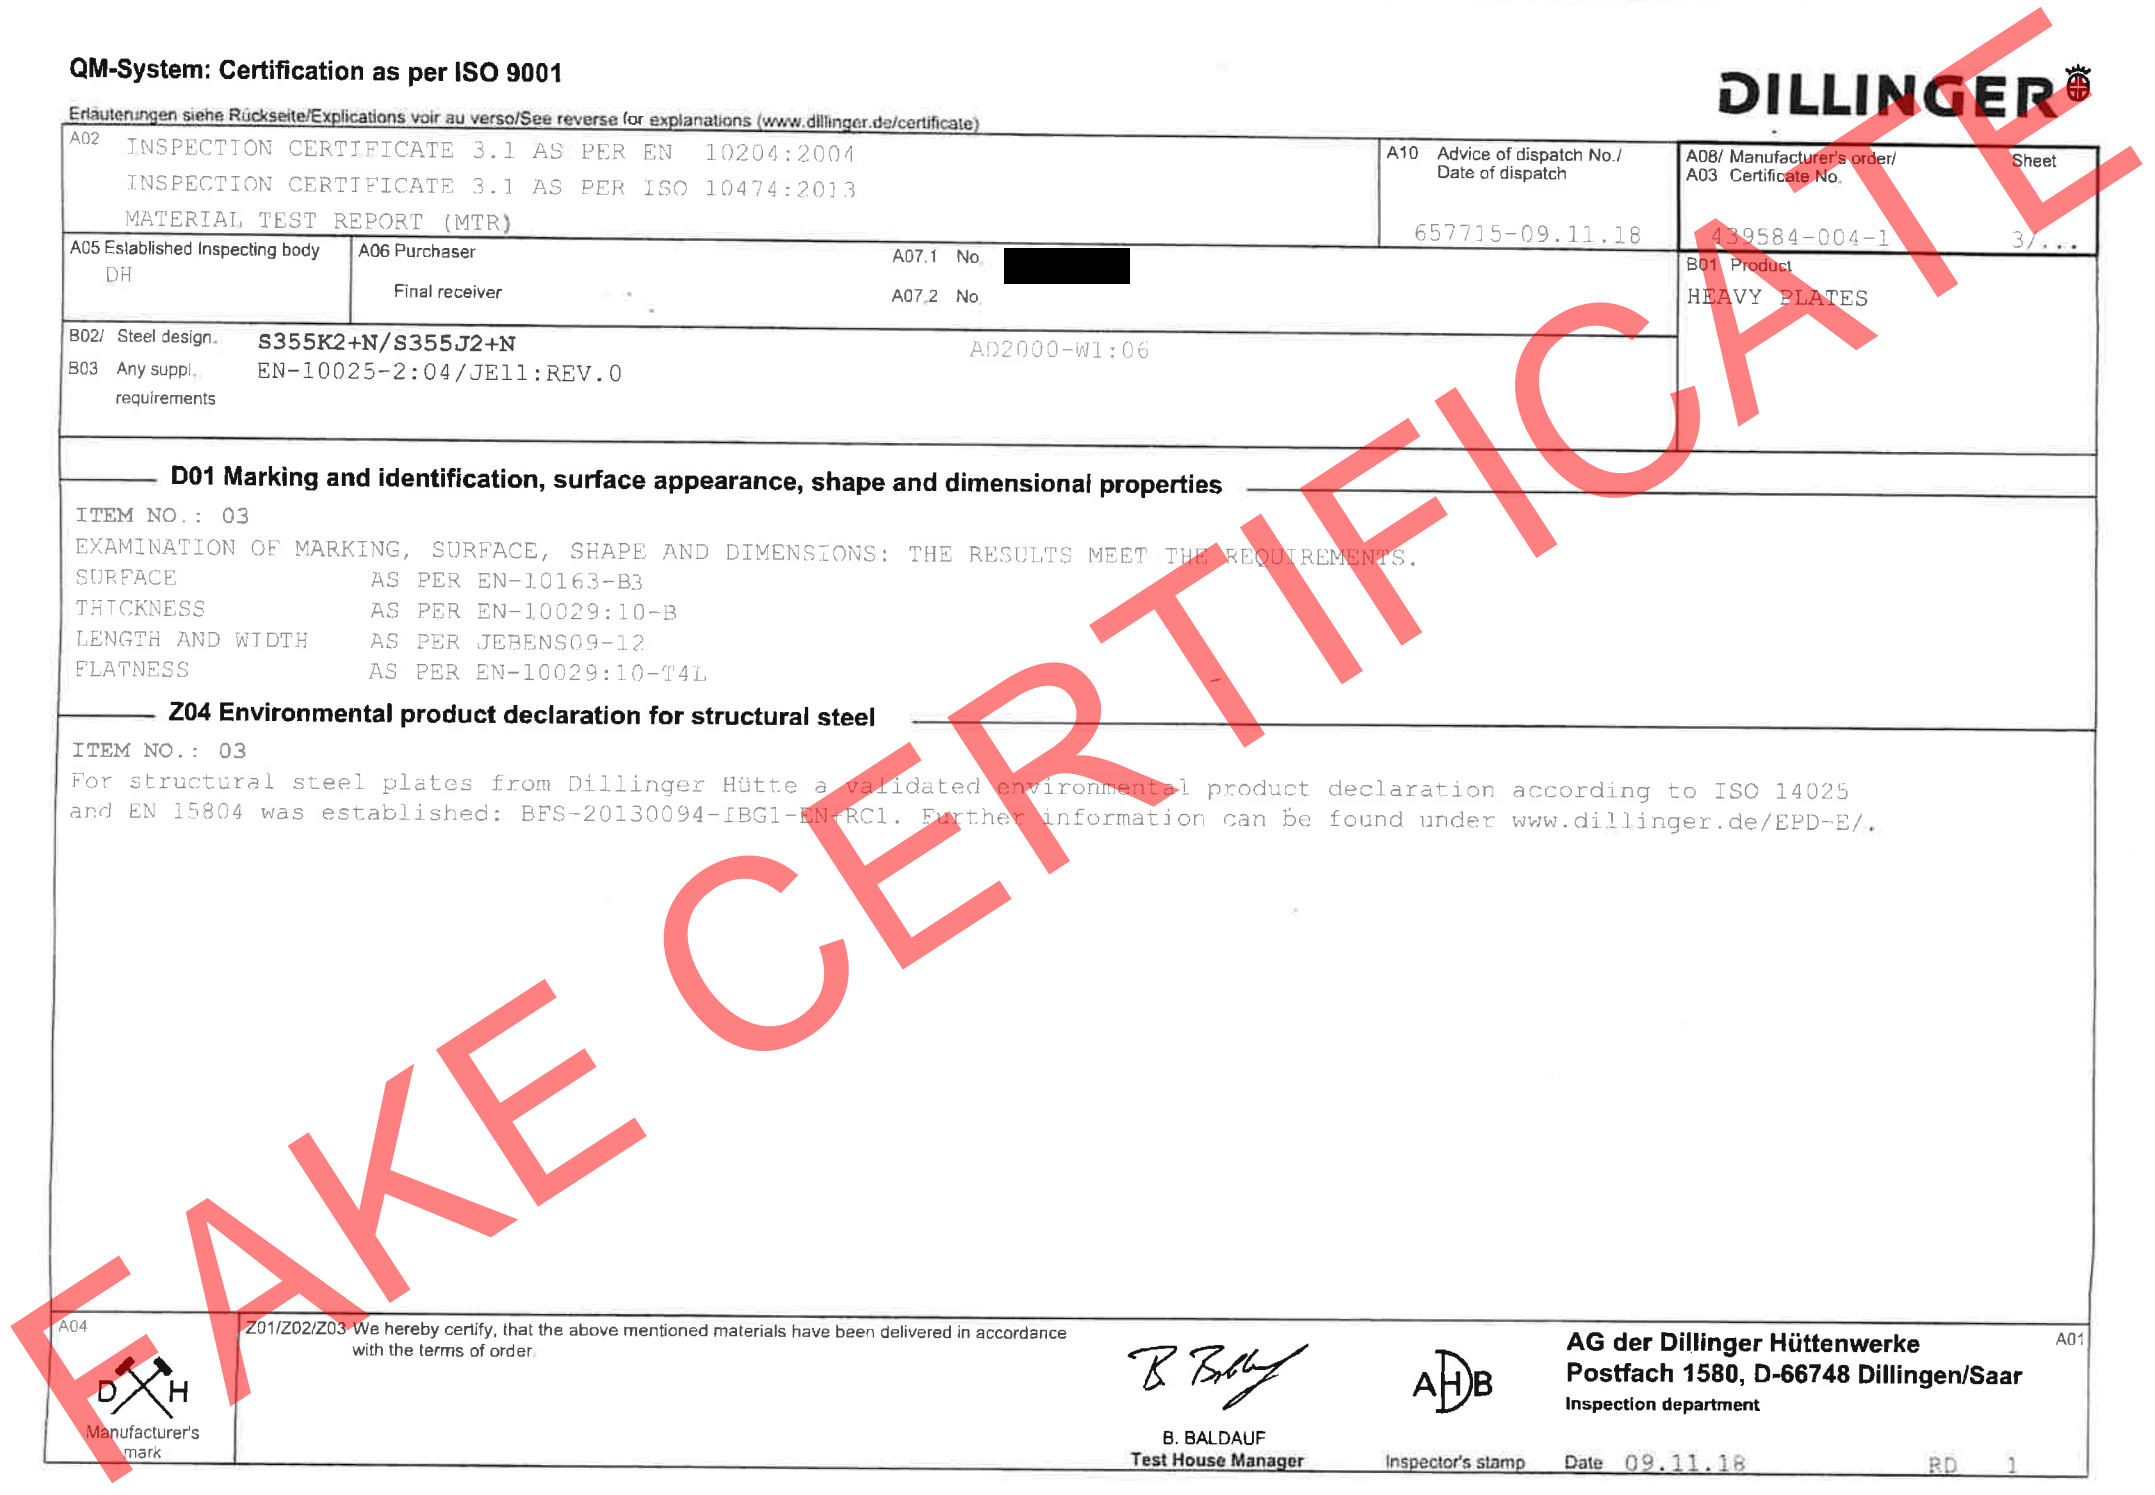 QM-System: Certification as per ISO 9001
DILLINGER
Erläuterungen siehe Rückseite/Explications voir au verso/See reverse for explanations (www.dillinger.de/certificate)
A02 INSPECTION CERTIFICATE 3.1 AS PER EN 10204:2004
INSPECTION CERTIFICATE 3.1 AS PER ISO 10474:2013
MATERIAL TEST REPORT (MTR)
A10 Advice of dispatch No./
Date of dispatch
657715-09.11.18
A08/ Manufacturer's order/ Sheet
A03 Certificate No.
439584-004-1 3/...
A05 Established Inspecting body
DH
A06 Purchaser
Final receiver
A07.1 No.
A07.2 No.
B01 Product
HEAVY PLATES
B02/ Steel design. S355K2+N/S355J2+N AD2000-W1:06
B03 Any suppl. EN-10025-2:04/JE11:REV.0
requirements
D01 Marking and identification, surface appearance, shape and dimensional properties
ITEM NO.: 03
EXAMINATION OF MARKING, SURFACE, SHAPE AND DIMENSIONS: THE RESULTS MEET THE REQUIREMENTS.
SURFACE AS PER EN-10163-B3
THICKNESS AS PER EN-10029:10-B
LENGTH AND WIDTH AS PER JEBENS09-12
FLATNESS AS PER EN-10029:10-T4L
Z04 Environmental product declaration for structural steel
ITEM NO.: 03
For structural steel plates from Dillinger Hütte a validated environmental product declaration according to ISO 14025
and EN 15804 was established: BFS-20130094-IBG1-EN+RC1. Further information can be found under www.dillinger.de/EPD-E/.
FAKE CERTIFICATE
A04
D H
Manufacturer's
mark
Z01/Z02/Z03 We hereby certify, that the above mentioned materials have been delivered in accordance
with the terms of order.
B. BALDAUF
Test House Manager
AHB
Inspector's stamp
AG der Dillinger Hüttenwerke A01
Postfach 1580, D-66748 Dillingen/Saar
Inspection department
Date 09.11.18 RD 1